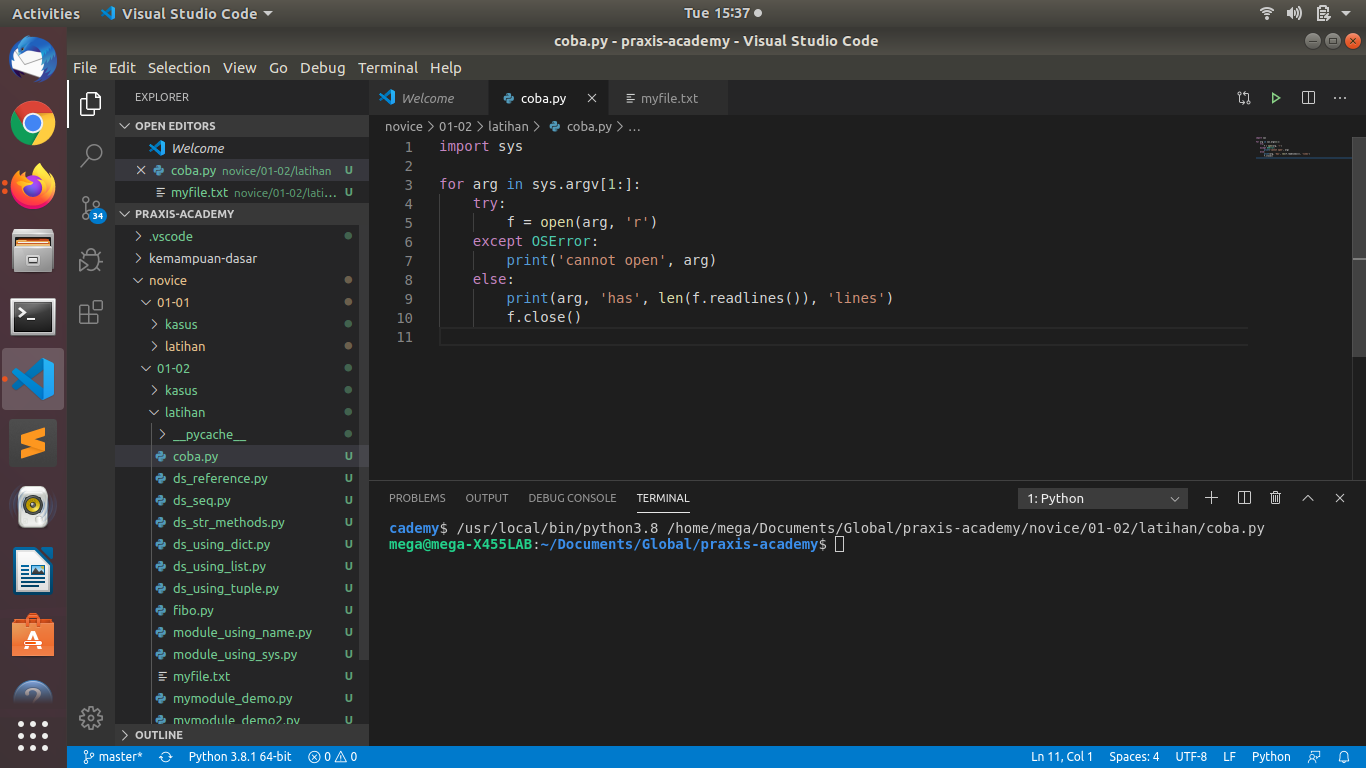 Activities Visual Studio Code Tue 15:37
coba.py - praxis-academy - Visual Studio Code
File Edit Selection View Go Debug Terminal Help
EXPLORER
OPEN EDITORS
Welcome
coba.py novice/01-02/latihan U
myfile.txt novice/01-02/lati... U
PRAXIS-ACADEMY
.vscode
kemampuan-dasar
novice
01-01
kasus
latihan
01-02
kasus
latihan
__pycache__
coba.py U
ds_reference.py U
ds_seq.py U
ds_str_methods.py U
ds_using_dict.py U
ds_using_list.py U
ds_using_tuple.py U
fibo.py U
module_using_name.py U
module_using_sys.py U
myfile.txt U
mymodule_demo.py U
mymodule_demo2.py U
OUTLINE
34
Welcome coba.py myfile.txt
novice > 01-02 > latihan > coba.py > ...
1 import sys
2
3 for arg in sys.argv[1:]:
4 try:
5 f = open(arg, 'r')
6 except OSError:
7 print('cannot open', arg)
8 else:
9 print(arg, 'has', len(f.readlines()), 'lines')
10 f.close()
11
PROBLEMS OUTPUT DEBUG CONSOLE TERMINAL 1: Python
cademy$ /usr/local/bin/python3.8 /home/mega/Documents/Global/praxis-academy/novice/01-02/latihan/coba.py
mega@mega-X455LAB:~/Documents/Global/praxis-academy$
master* Python 3.8.1 64-bit 0 0 Ln 11, Col 1 Spaces: 4 UTF-8 LF Python